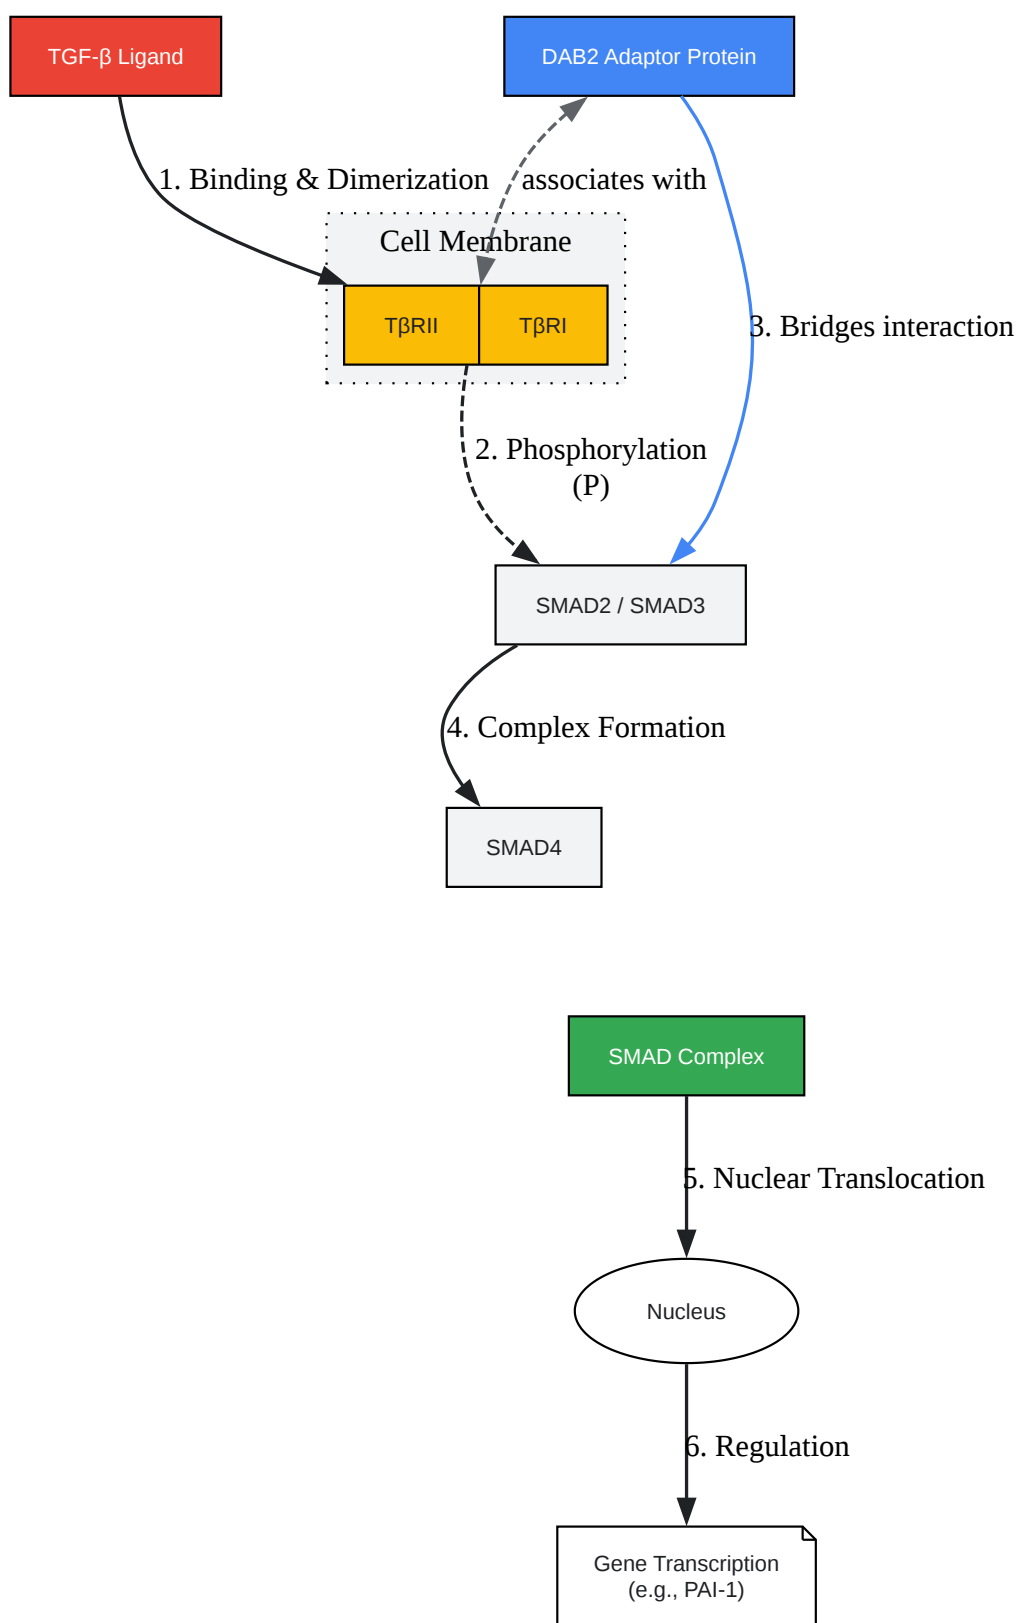 TGF-β Ligand
DAB2 Adaptor Protein
1. Binding & Dimerization
associates with
Cell Membrane
TβRII
TβRI
3. Bridges interaction
2. Phosphorylation
(P)
SMAD2 / SMAD3
4. Complex Formation
SMAD4
SMAD Complex
5. Nuclear Translocation
Nucleus
6. Regulation
Gene Transcription
(e.g., PAI-1)